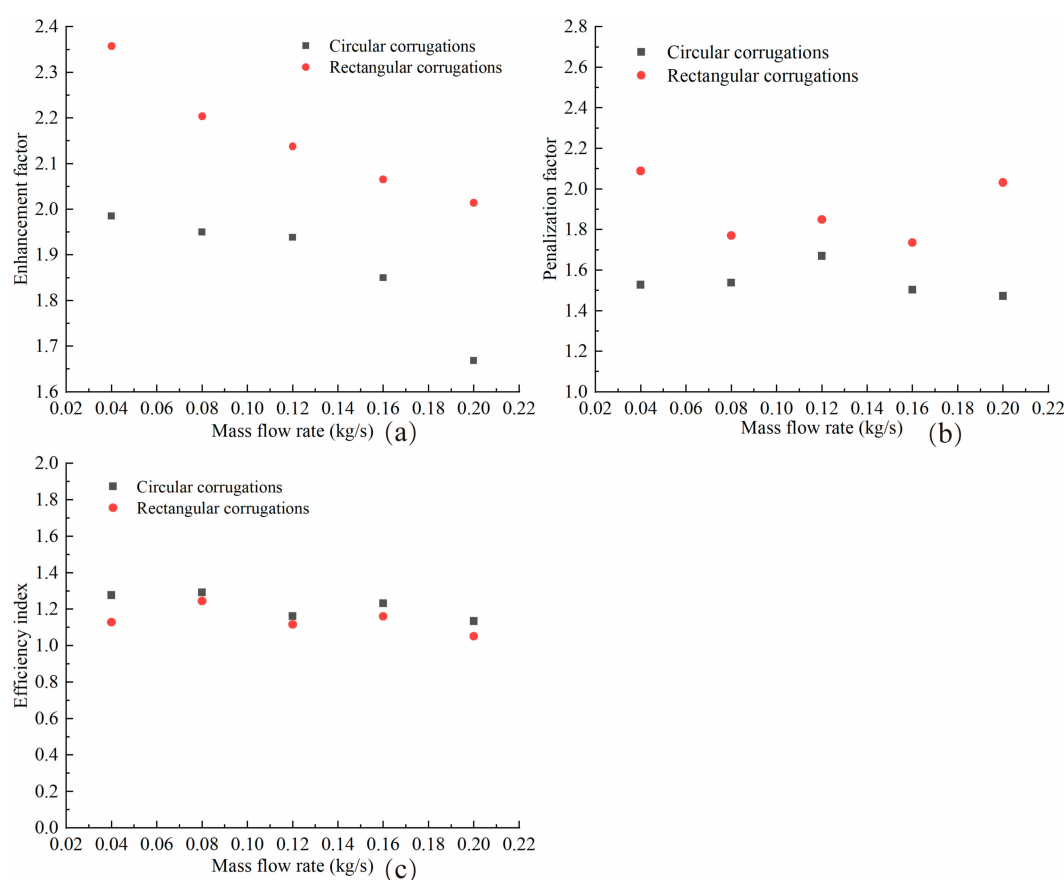 2.4
2.3
2.2
2.1
2.0
1.9
1.8
1.7
1.6
Enhancement factor
Circular corrugations
Rectangular corrugations
0.02 0.04 0.06 0.08 0.10 0.12 0.14 0.16 0.18 0.20 0.22
Mass flow rate (kg/s) (a)
2.8
2.6
2.4
2.2
2.0
1.8
1.6
1.4
1.2
1.0
Penalization factor
Circular corrugations
Rectangular corrugations
0.02 0.04 0.06 0.08 0.10 0.12 0.14 0.16 0.18 0.20 0.22
Mass flow rate (kg/s) (b)
2.0
1.8
1.6
1.4
1.2
1.0
0.8
0.6
0.4
0.2
0.0
Efficiency index
Circular corrugations
Rectangular corrugations
0.02 0.04 0.06 0.08 0.10 0.12 0.14 0.16 0.18 0.20 0.22
Mass flow rate (kg/s) (c)